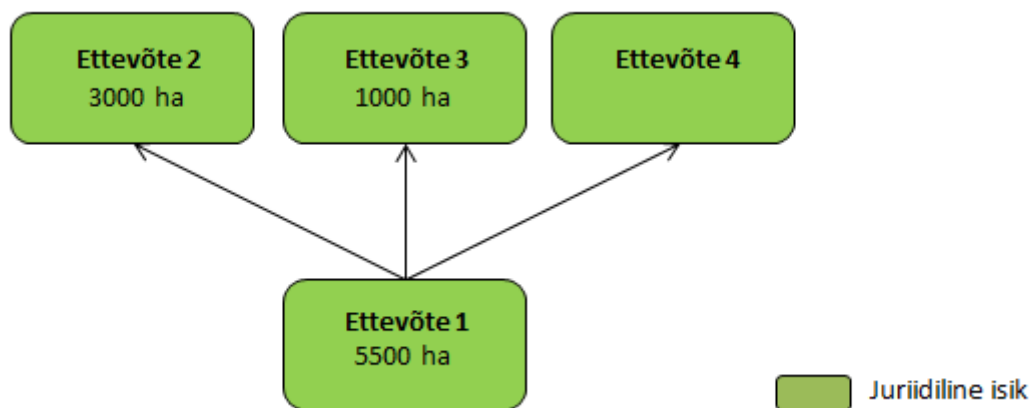 Ettevõte 2
3000 ha
Ettevõte 3
1000 ha
Ettevõte 4
Ettevõte 1
5500 ha
Juriidiline isik